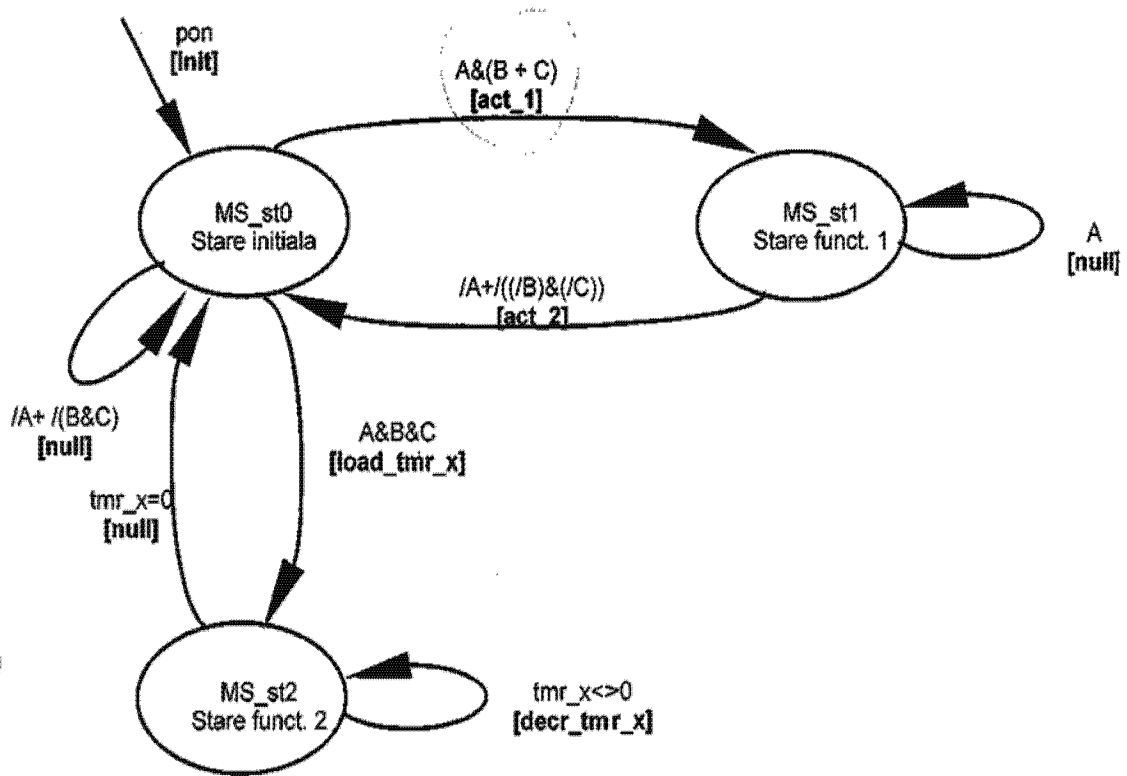 pon
[init]
A&(B + C)
[act_1]
MS_st0
Stare initiala
MS_st1
Stare funct. 1
A
[null]
/A+/((/B)&(/C))
[act_2]
/A+ /(B&C)
[null]
A&B&C
[load_tmr_x]
tmr_x=0
[null]
MS_st2
Stare funct. 2
tmr_x<>0
[decr_tmr_x]